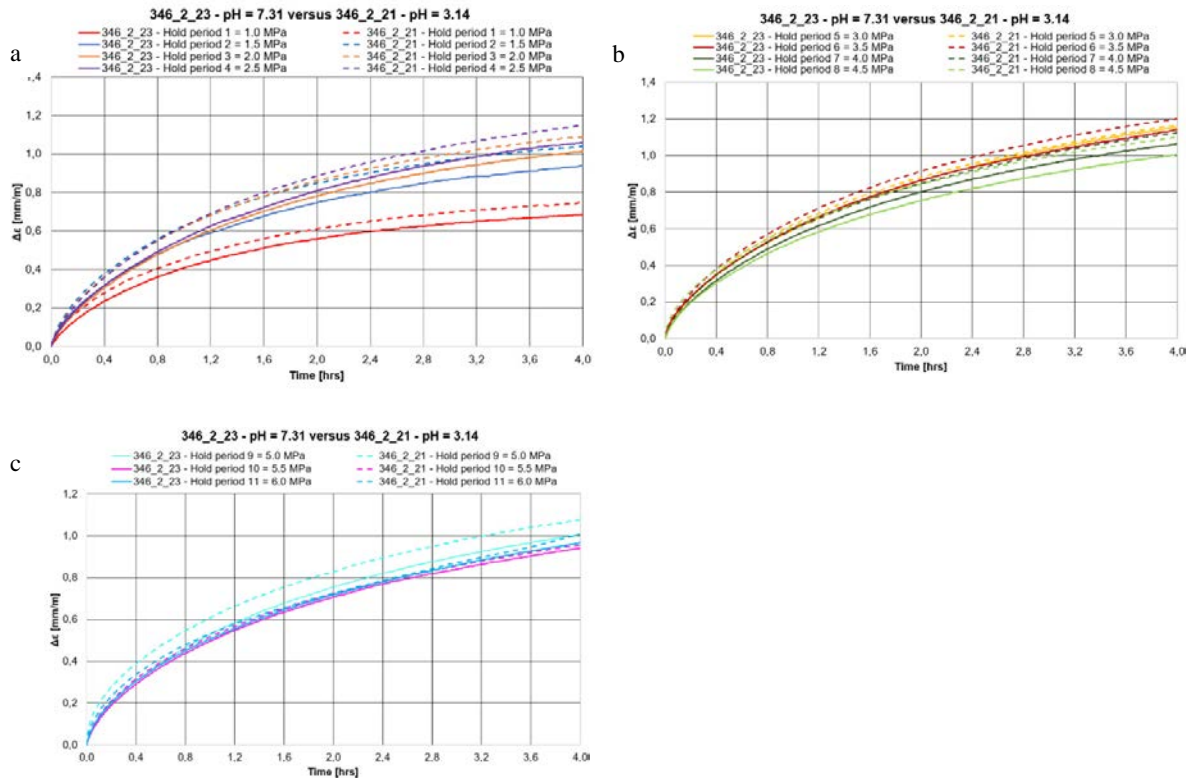 a
346_2_23 - pH = 7.31 versus 346_2_21 - pH = 3.14
346_2_23 - Hold period 1 = 1.0 MPa
346_2_21 - Hold period 1 = 1.0 MPa
346_2_23 - Hold period 2 = 1.5 MPa
346_2_21 - Hold period 2 = 1.5 MPa
346_2_23 - Hold period 3 = 2.0 MPa
346_2_21 - Hold period 3 = 2.0 MPa
346_2_23 - Hold period 4 = 2.5 MPa
346_2_21 - Hold period 4 = 2.5 MPa
1,4
1,2
1,0
0,8
0,6
0,4
0,2
0,0
Δε [mm/m]
0,0 0,4 0,8 1,2 1,6 2,0 2,4 2,8 3,2 3,6 4,0
Time [hrs]
b
346_2_23 - pH = 7.31 versus 346_2_21 - pH = 3.14
346_2_23 - Hold period 5 = 3.0 MPa
346_2_21 - Hold period 5 = 3.0 MPa
346_2_23 - Hold period 6 = 3.5 MPa
346_2_21 - Hold period 6 = 3.5 MPa
346_2_23 - Hold period 7 = 4.0 MPa
346_2_21 - Hold period 7 = 4.0 MPa
346_2_23 - Hold period 8 = 4.5 MPa
346_2_21 - Hold period 8 = 4.5 MPa
1,4
1,2
1,0
0,8
0,6
0,4
0,2
0,0
Δε [mm/m]
0,0 0,4 0,8 1,2 1,6 2,0 2,4 2,8 3,2 3,6 4,0
Time [hrs]
c
346_2_23 - pH = 7.31 versus 346_2_21 - pH = 3.14
346_2_23 - Hold period 9 = 5.0 MPa
346_2_21 - Hold period 9 = 5.0 MPa
346_2_23 - Hold period 10 = 5.5 MPa
346_2_21 - Hold period 10 = 5.5 MPa
346_2_23 - Hold period 11 = 6.0 MPa
346_2_21 - Hold period 11 = 6.0 MPa
1,2
1,0
0,8
0,6
0,4
0,2
0,0
Δε [mm/m]
0,0 0,4 0,8 1,2 1,6 2,0 2,4 2,8 3,2 3,6 4,0
Time [hrs]